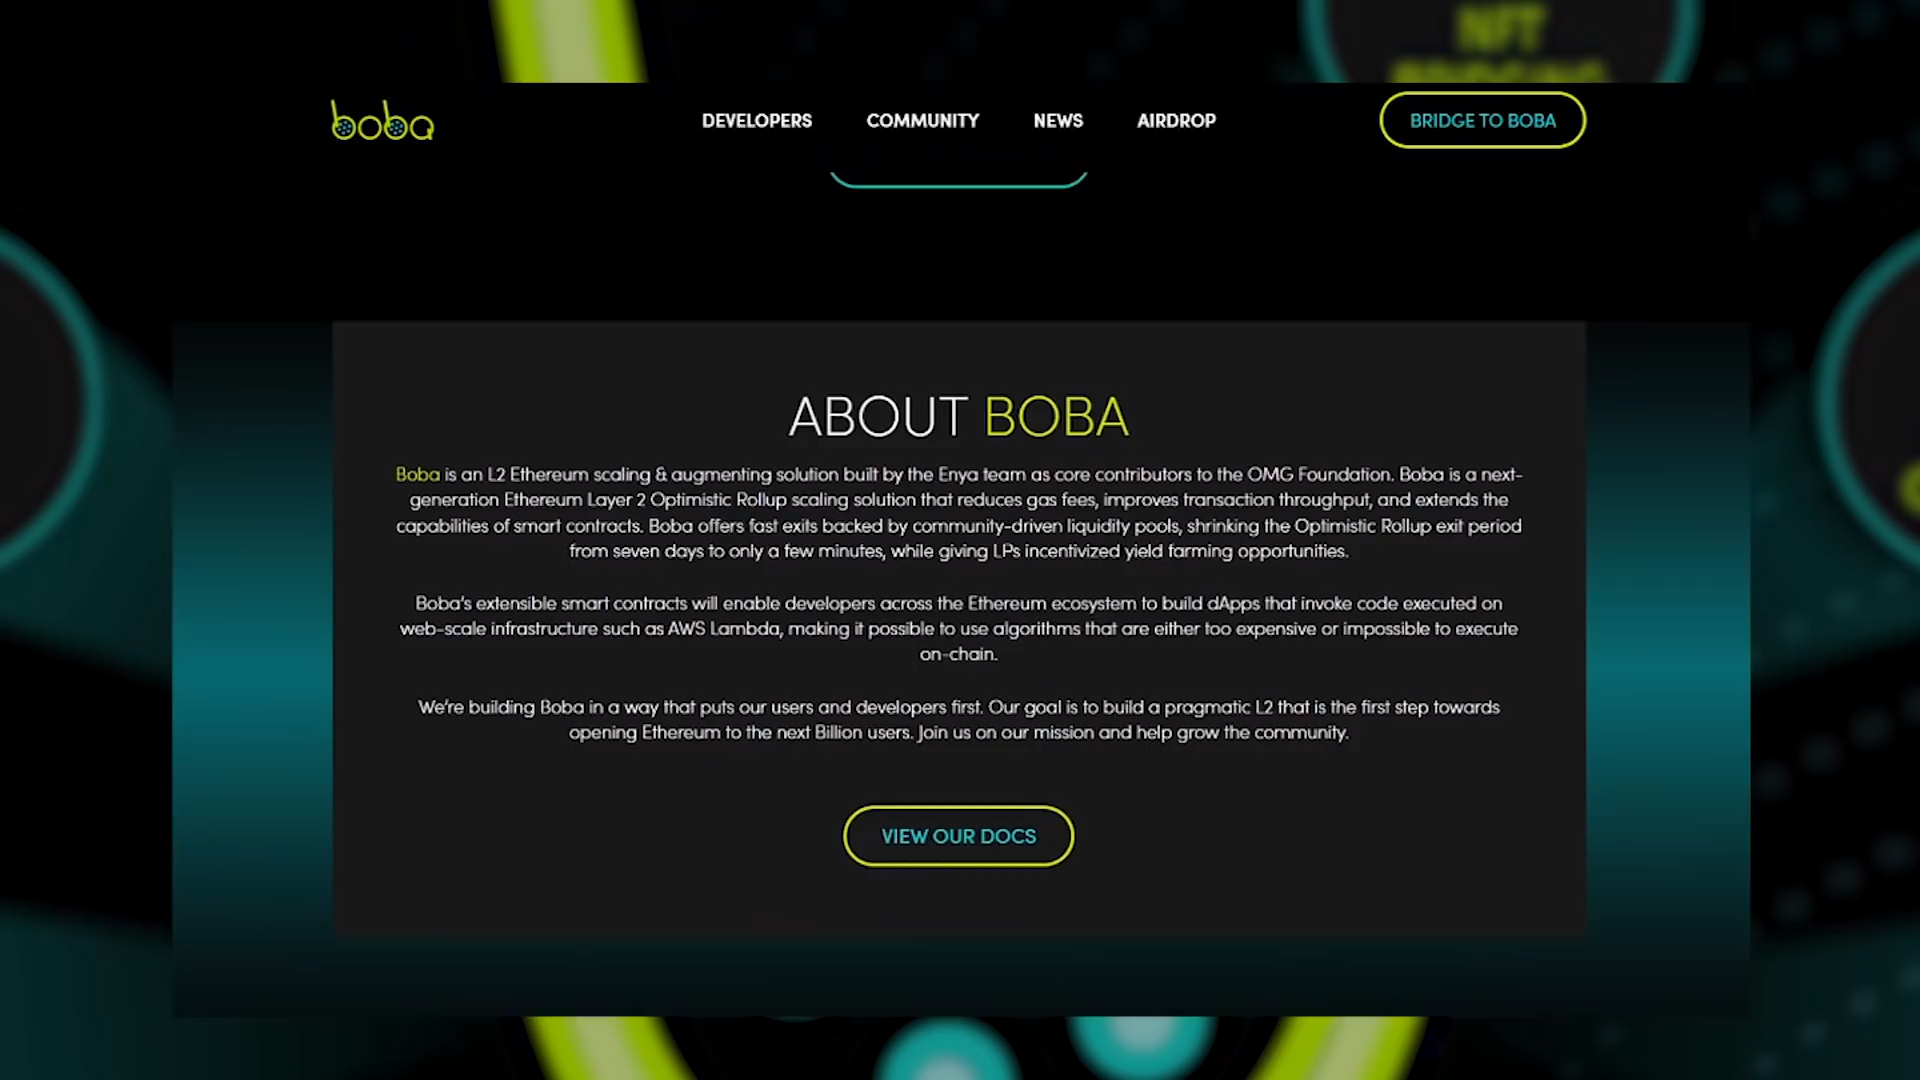 NFT
BRIDGING
boba
DEVELOPERS COMMUNITY NEWS AIRDROP BRIDGE TO BOBA
ABOUT BOBA
Boba is an L2 Ethereum scaling & augmenting solution built by the Enya team as core contributors to the OMG Foundation. Boba is a next-
generation Ethereum Layer 2 Optimistic Rollup scaling solution that reduces gas fees, improves transaction throughput, and extends the
capabilities of smart contracts. Boba offers fast exits backed by community-driven liquidity pools, shrinking the Optimistic Rollup exit period
from seven days to only a few minutes, while giving LPs incentivized yield farming opportunities.
Boba's extensible smart contracts will enable developers across the Ethereum ecosystem to build dApps that invoke code executed on
web-scale infrastructure such as AWS Lambda, making it possible to use algorithms that are either too expensive or impossible to execute
on-chain.
We're building Boba in a way that puts our users and developers first. Our goal is to build a pragmatic L2 that is the first step towards
opening Ethereum to the next Billion users. Join us on our mission and help grow the community.
VIEW OUR DOCS